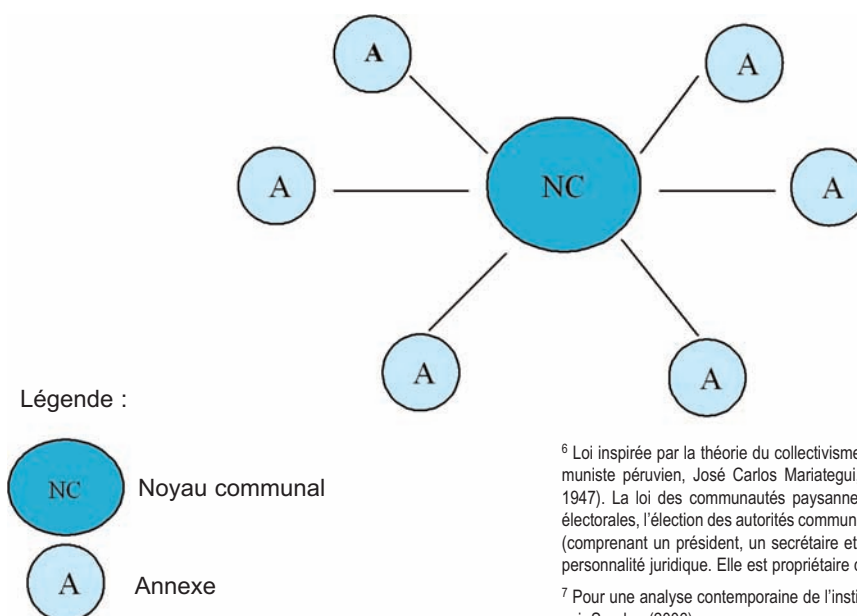 A
A
A
NC
A
A
A
Légende :
NC Noyau communal
A Annexe
6 Loi inspirée par la théorie du collectivisme
muniste péruvien, José Carlos Mariategui
1947). La loi des communautés paysanne
électorales, l'élection des autorités commun
(comprenant un président, un secrétaire et
personnalité juridique. Elle est propriétaire
7 Pour une analyse contemporaine de l'insti